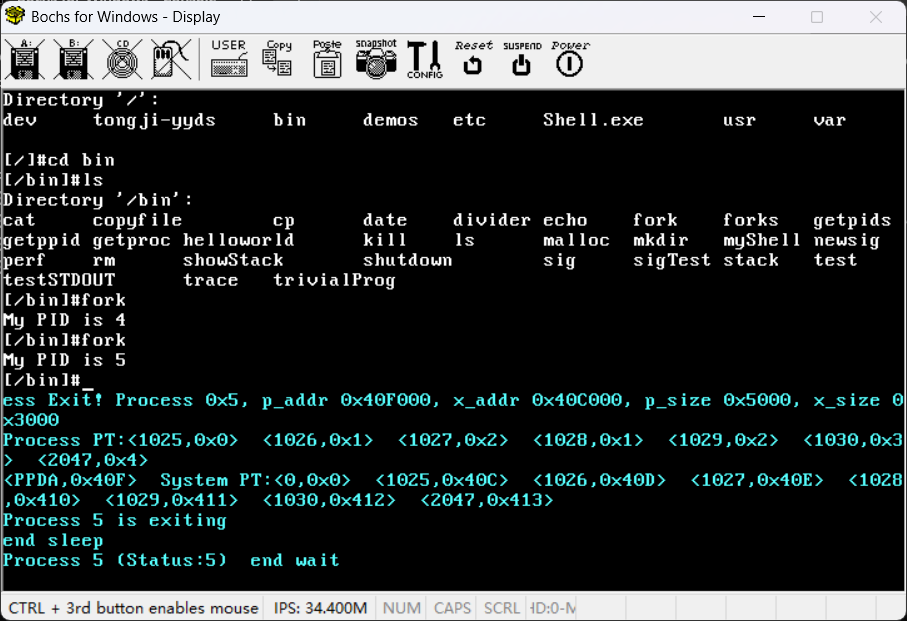 Bochs for Windows - Display
A: B: CD USER Copy Paste snapshot CONFIG Reset SUSPEND Power
Directory '/':
dev tongji-yyds bin demos etc Shell.exe usr var
[/]#cd bin
[/bin]#ls
Directory '/bin':
cat copyfile cp date divider echo fork forks getpids
getppid getproc helloworld kill ls malloc mkdir myShell newsig
perf rm showStack shutdown sig sigTest stack test
testSTDOUT trace trivialProg
[/bin]#fork
My PID is 4
[/bin]#fork
My PID is 5
[/bin]#_
ess Exit! Process 0x5, p_addr 0x40F000, x_addr 0x40C000, p_size 0x5000, x_size 0
x3000
Process PT:<1025,0x0> <1026,0x1> <1027,0x2> <1028,0x1> <1029,0x2> <1030,0x3
> <2047,0x4>
<PPDA,0x40F> System PT:<0,0x0> <1025,0x40C> <1026,0x40D> <1027,0x40E> <1028
,0x410> <1029,0x411> <1030,0x412> <2047,0x413>
Process 5 is exiting
end sleep
Process 5 (Status:5) end wait
CTRL + 3rd button enables mouse IPS: 34.400M NUM CAPS SCRL HD:0-M